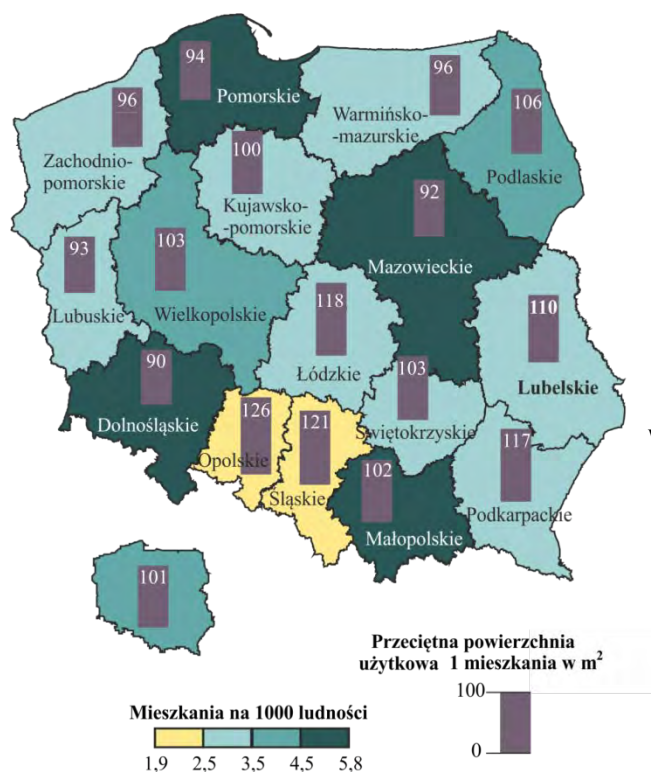 94
Pomorskie
96
Warmińsko-
-mazurskie
96
Zachodnio-
pomorskie
106
Podlaskie
100
Kujawsko-
-pomorskie
92
Mazowieckie
93
Lubuskie
103
Wielkopolskie
118
Łódzkie
110
Lubelskie
90
Dolnośląskie
103
Świętokrzyskie
126
Opolskie
121
Śląskie
117
Podkarpackie
102
Małopolskie
101
Przeciętna powierzchnia
użytkowa 1 mieszkania w m²
100
0
Mieszkania na 1000 ludności
1,9 2,5 3,5 4,5 5,8